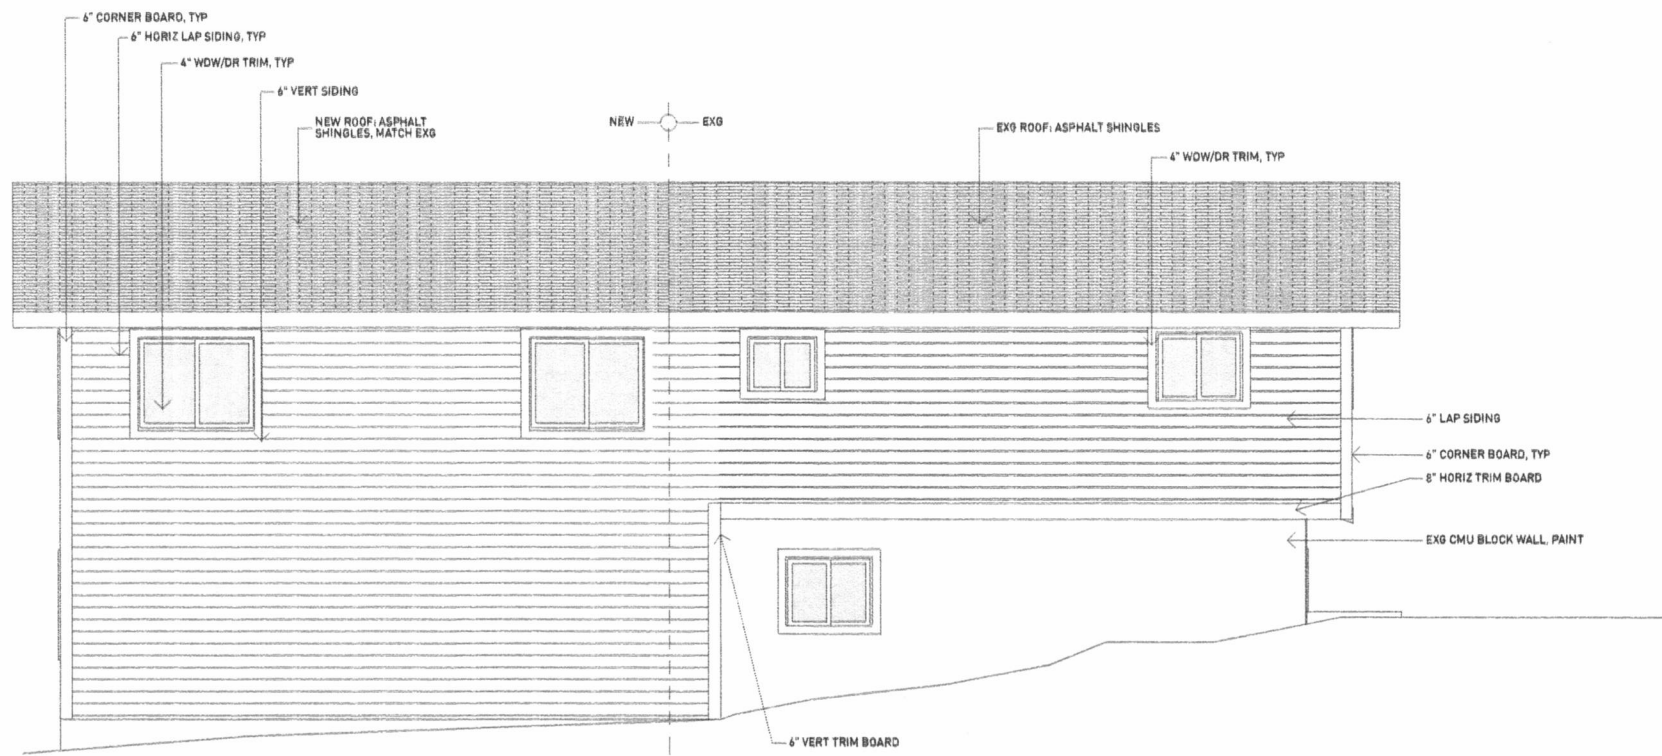 6" CORNER BOARD, TYP
6" HORIZ LAP SIDING, TYP
4" WDW/DR TRIM, TYP
6" VERT SIDING
NEW ROOF: ASPHALT
SHINGLES, MATCH EXG
NEW
EXG
EXG ROOF: ASPHALT SHINGLES
4" WDW/DR TRIM, TYP
6" LAP SIDING
6" CORNER BOARD, TYP
8" HORIZ TRIM BOARD
EXG CMU BLOCK WALL, PAINT
6" VERT TRIM BOARD